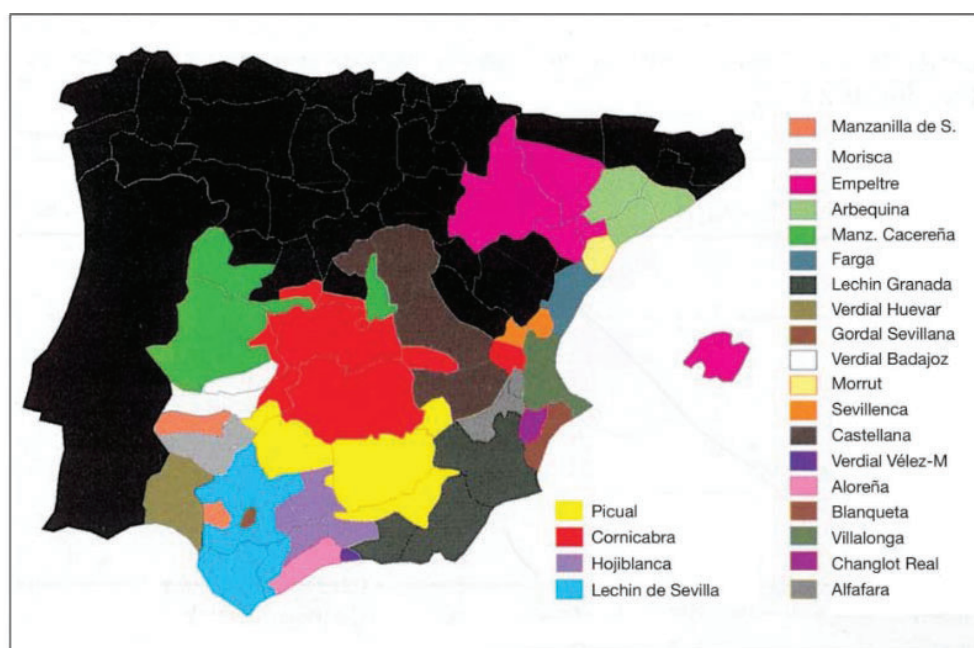 Manzanilla de S.
Morisca
Empeltre
Arbequina
Manz. Cacereña
Farga
Lechin Granada
Verdial Huevar
Gordal Sevillana
Verdial Badajoz
Morrut
Sevillenca
Castellana
Verdial Vélez-M
Aloreña
Blanqueta
Villalonga
Changlot Real
Alfafara
Picual
Cornicabra
Hojiblanca
Lechin de Sevilla